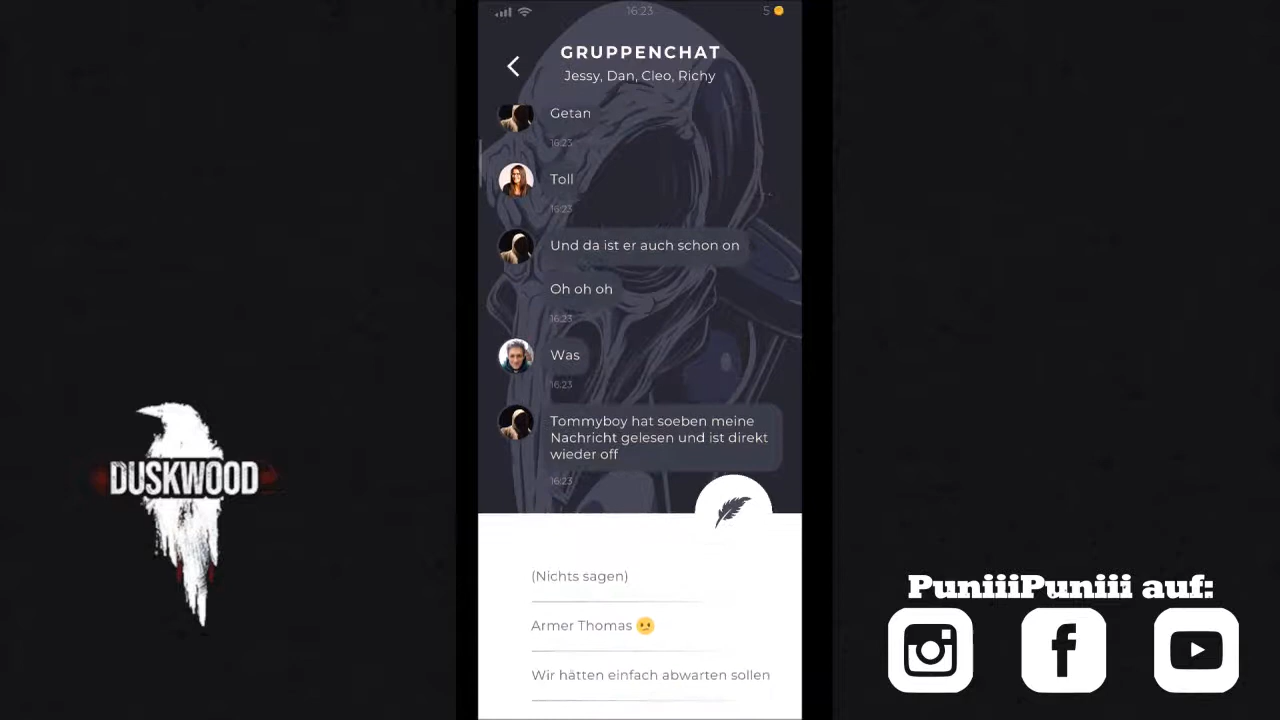 16:23
5
GRUPPENCHAT
Jessy, Dan, Cleo, Richy
Getan
16:23
Toll
16:23
Und da ist er auch schon on
Oh oh oh
16:23
Was
16:23
Tommyboy hat soeben meine
Nachricht gelesen und ist direkt
wieder off
16:23
(Nichts sagen)
Armer Thomas 😕
Wir hätten einfach abwarten sollen
DUSKWOOD
PuniiiPuniii auf: